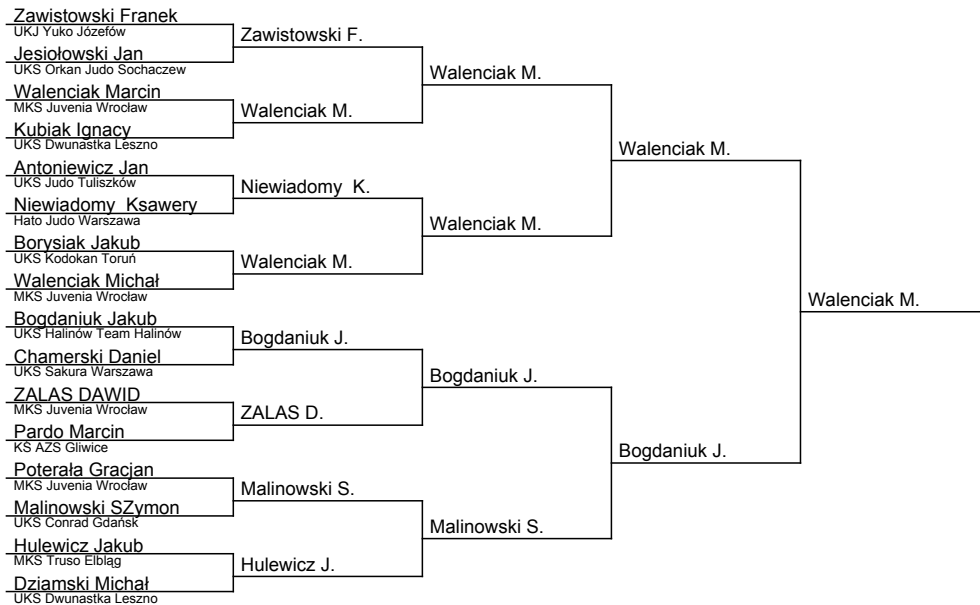 Zawistowski Franek
UKJ Yuko Józefów
Jesiołowski Jan
UKS Orkan Judo Sochaczew
Walenciak Marcin
MKS Juvenia Wrocław
Kubiak Ignacy
UKS Dwunastka Leszno
Antoniewicz Jan
UKS Judo Tuliszków
Niewiadomy  Ksawery
Hato Judo Warszawa
Borysiak Jakub
UKS Kodokan Toruń
Walenciak Michał
MKS Juvenia Wrocław
Bogdaniuk Jakub
UKS Halinów Team Halinów
Chamerski Daniel
UKS Sakura Warszawa
ZALAS DAWID
MKS Juvenia Wrocław
Pardo Marcin
KS AZS Gliwice
Poterała Gracjan
MKS Juvenia Wrocław
Malinowski SZymon
UKS Conrad Gdańsk
Hulewicz Jakub
MKS Truso Elbląg
Dziamski Michał
UKS Dwunastka Leszno
Zawistowski F.
Walenciak M.
Niewiadomy  K.
Walenciak M.
Bogdaniuk J.
ZALAS D.
Malinowski S.
Hulewicz J.
Walenciak M.
Walenciak M.
Bogdaniuk J.
Malinowski S.
Walenciak M.
Bogdaniuk J.
Walenciak M.